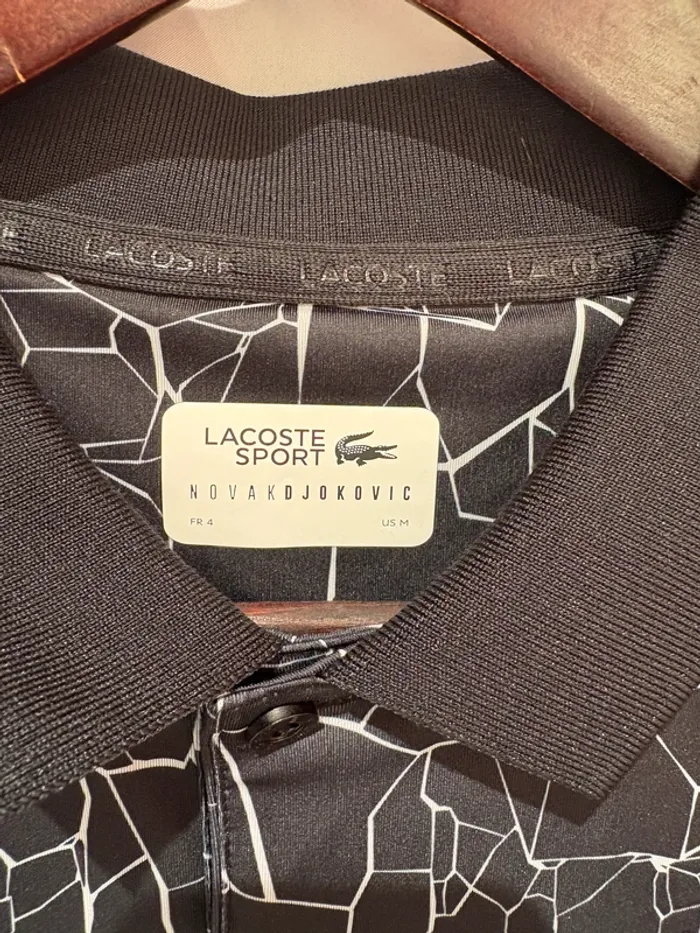 LACOSTE LACOSTE LACOSTE
LACOSTE
SPORT
NOVAKDJOKOVIC
FR 4 US M